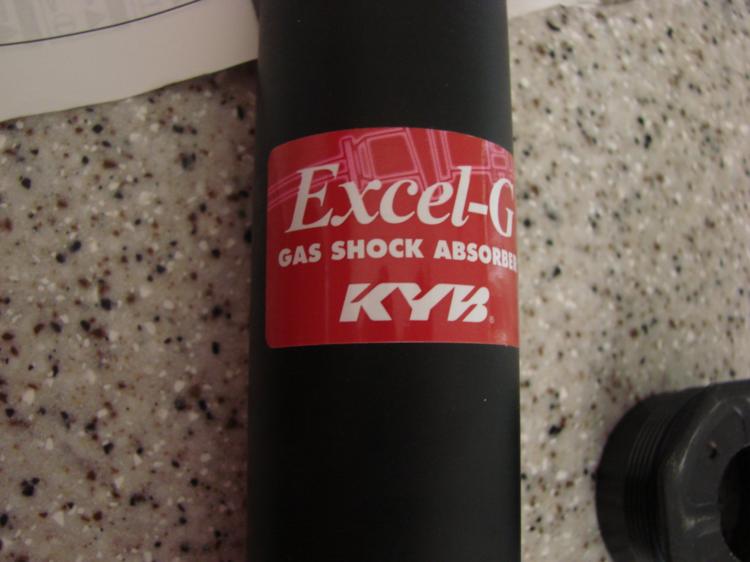 Excel-G
GAS SHOCK ABSORBER
KYB®